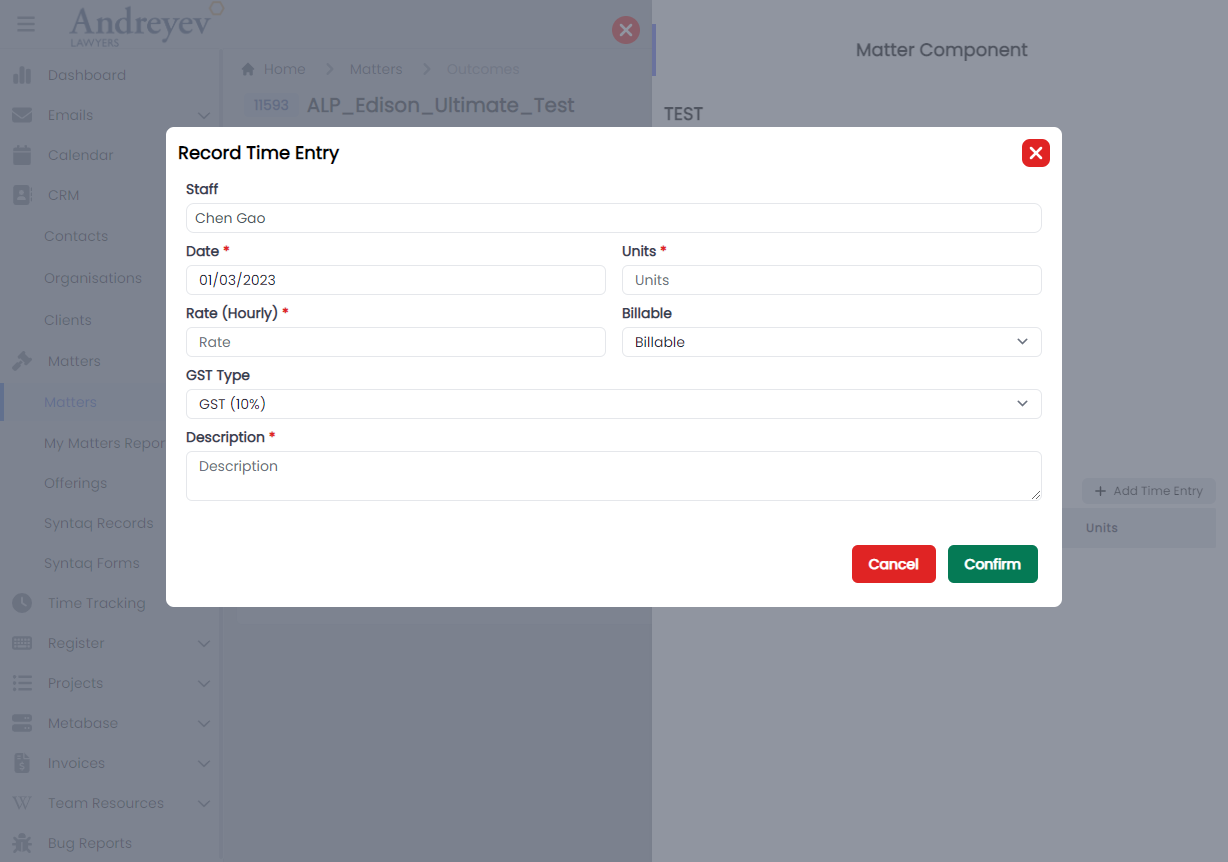 Andreyev
LAWYERS
Dashboard
Emails
Calendar
CRM
Contacts
Organisations
Clients
Matters
Matters
My Matters Repor
Offerings
Syntaq Records
Syntaq Forms
Time Tracking
Register
Projects
Metabase
Invoices
Team Resources
Bug Reports
Home > Matters > Outcomes
11593 ALP_Edison_Ultimate_Test
Matter Component
TEST
Record Time Entry
Staff
Chen Gao
Date * Units *
01/03/2023 Units
Rate (Hourly) * Billable
Rate Billable
GST Type
GST (10%)
Description *
Description
Cancel Confirm
+ Add Time Entry
Units